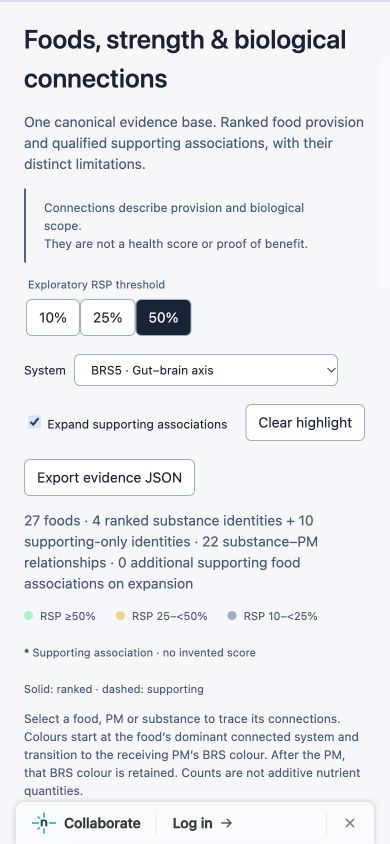 Foods, strength & biological
connections
One canonical evidence base. Ranked food provision
and qualified supporting associations, with their
distinct limitations.
Connections describe provision and biological
scope.
They are not a health score or proof of benefit.
Exploratory RSP threshold
10% 25% 50%
System BRS5 · Gut–brain axis
Expand supporting associations Clear highlight
Export evidence JSON
27 foods · 4 ranked substance identities + 10
supporting-only identities · 22 substance–PM
relationships · 0 additional supporting food
associations on expansion
RSP ≥50% RSP 25–<50% RSP 10–<25%
* Supporting association · no invented score
Solid: ranked · dashed: supporting
Select a food, PM or substance to trace its connections.
Colours start at the food's dominant connected system and
transition to the receiving PM's BRS colour. After the PM,
that BRS colour is retained. Counts are not additive nutrient
quantities.
n Collaborate Log in → ×